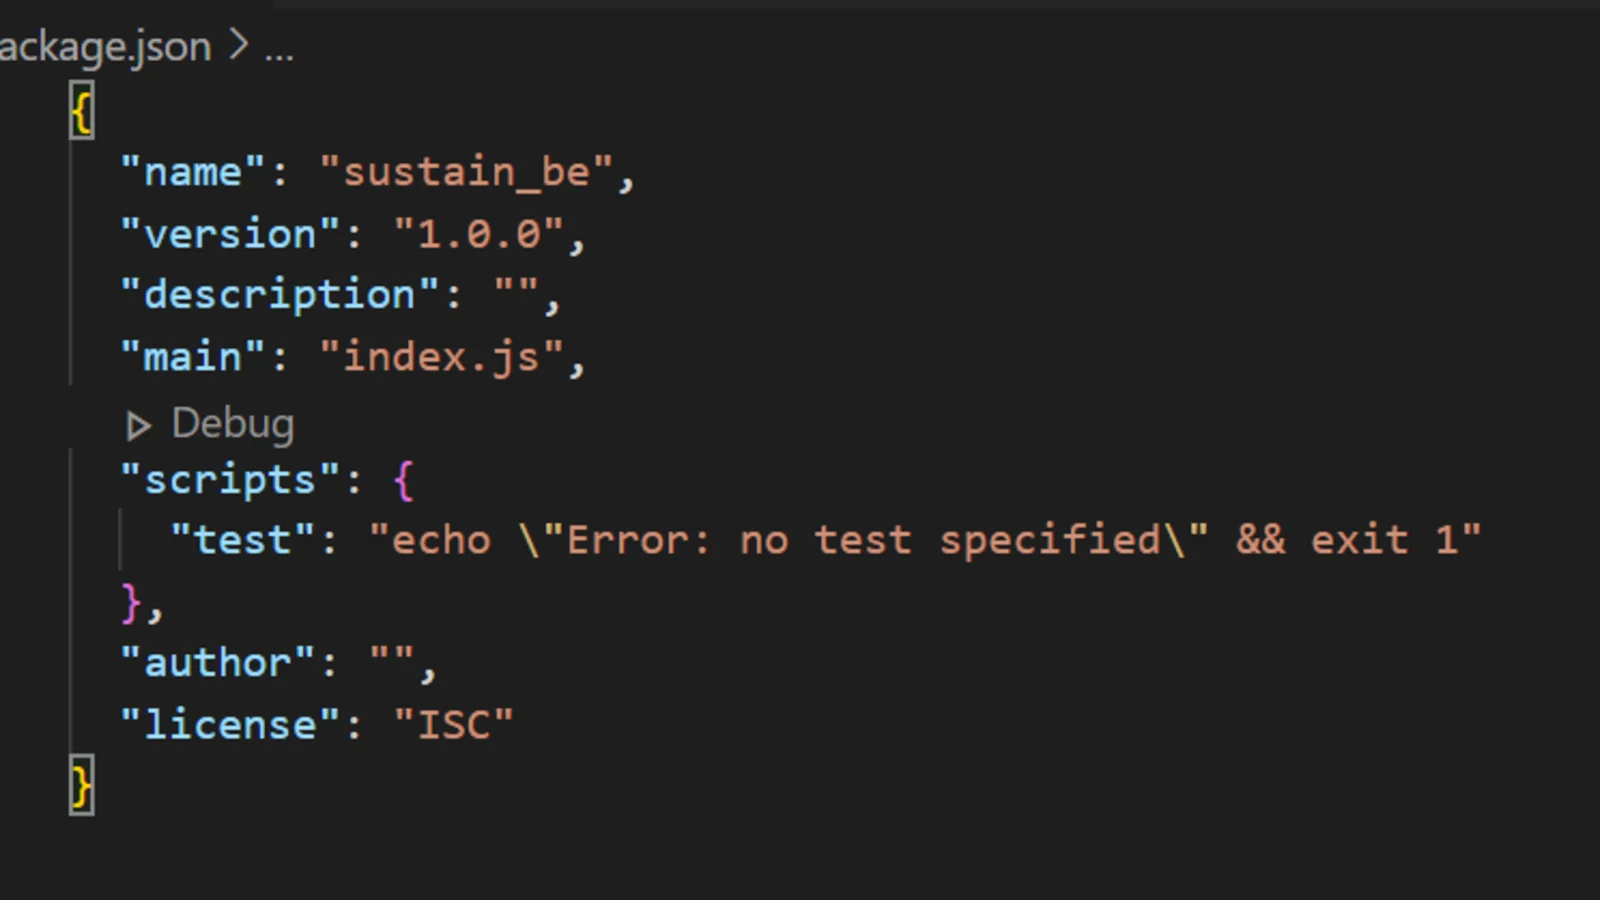 ackage.json > ...
{
"name": "sustain_be",
"version": "1.0.0",
"description": "",
"main": "index.js",
Debug
"scripts": {
"test": "echo \"Error: no test specified\" && exit 1"
},
"author": "",
"license": "ISC"
}